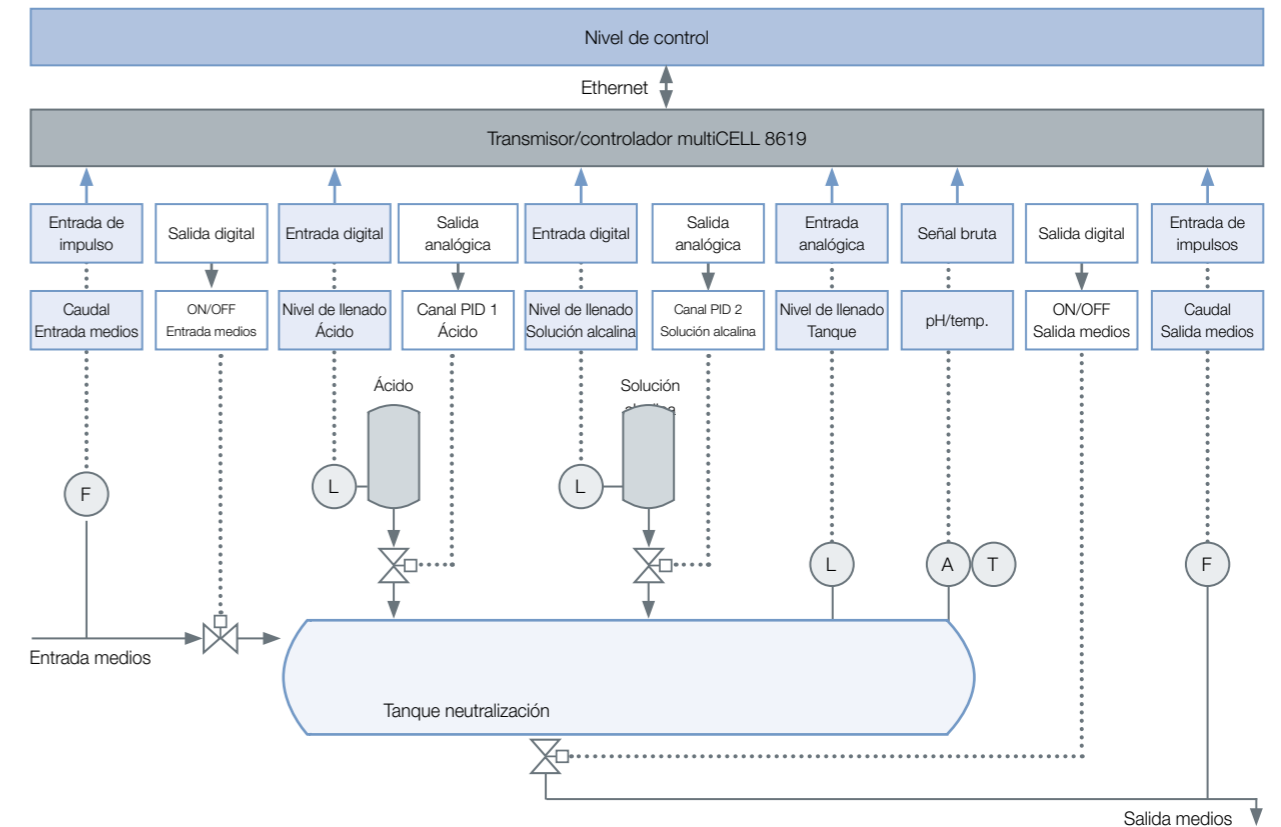 Nivel de control
Ethernet
Transmisor/controlador multiCELL 8619
Entrada de
impulso
Salida digital
Entrada digital
Salida
analógica
Entrada digital
Salida
analógica
Entrada
analógica
Señal bruta
Salida digital
Entrada de
impulsos
Caudal
Entrada medios
ON/OFF
Entrada medios
Nivel de llenado
Ácido
Canal PID 1
Ácido
Nivel de llenado
Solución alcalina
Canal PID 2
Solución alcalina
Nivel de llenado
Tanque
pH/temp.
ON/OFF
Salida medios
Caudal
Salida medios
Ácido
Solución
F
L
L
L
A
T
F
Entrada medios
Tanque neutralización
Salida medios